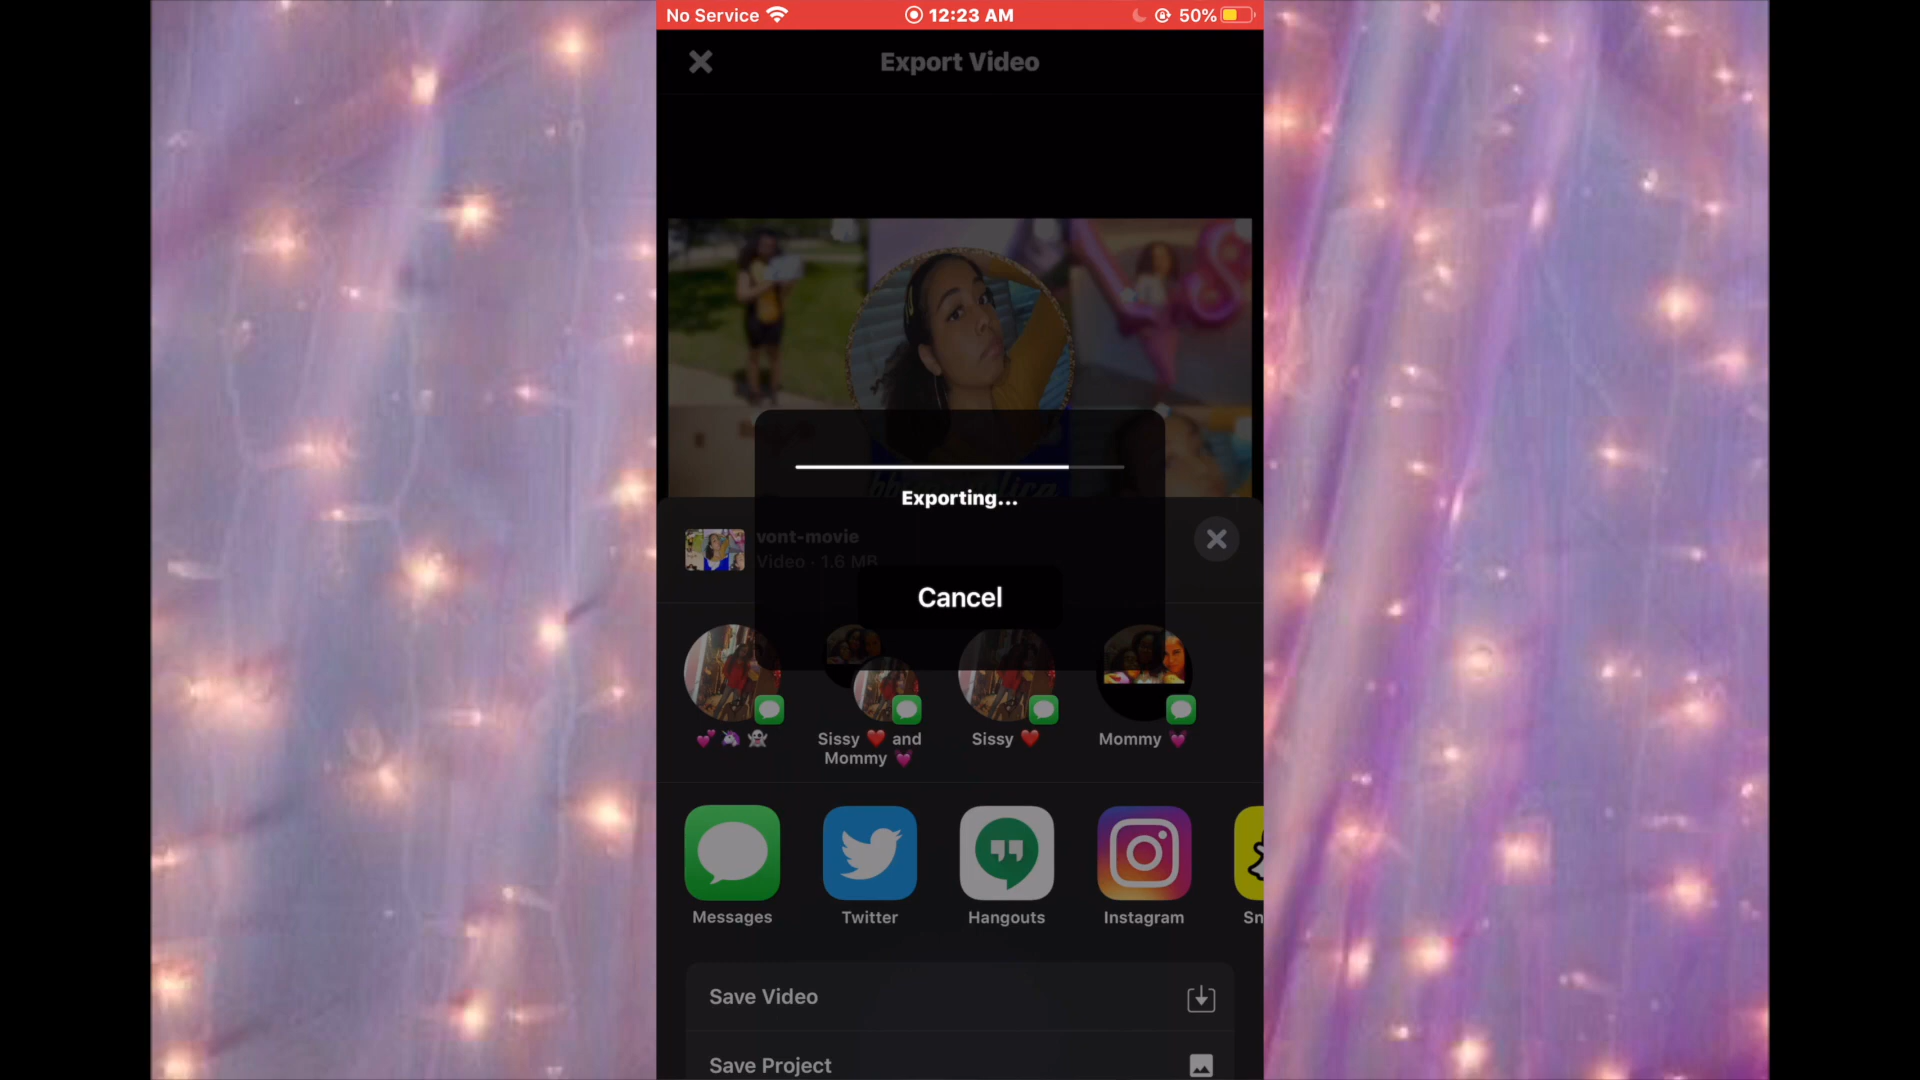 No Service 12:23 AM 50%
Export Video
Exporting...
vont-movie
Video · 1.6 MB
Cancel
💕 🦄 👻
Sissy ❤️ and Mommy 💓
Sissy ❤️
Mommy 💓
Messages
Twitter
Hangouts
Instagram
Sn
Save Video
Save Project